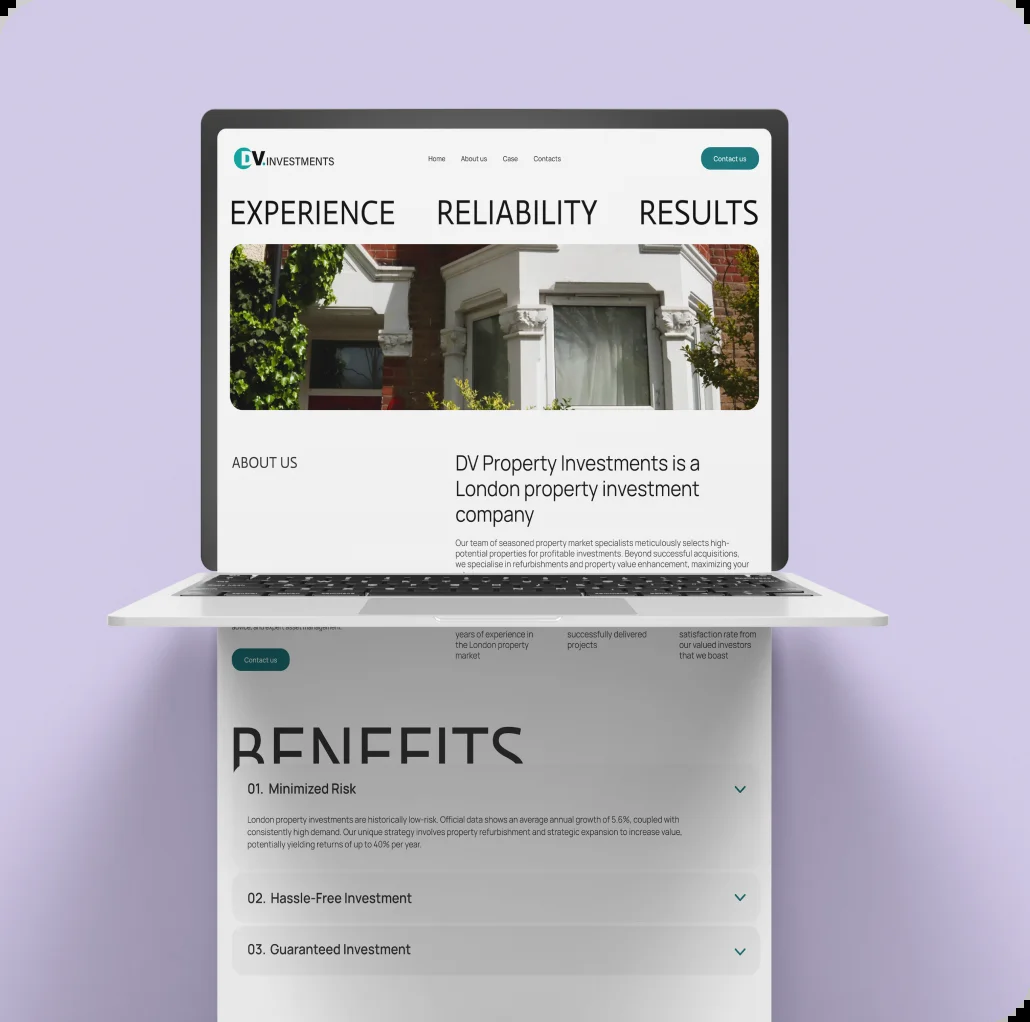 DV.INVESTMENTS
Home About us Case Contacts
Contact us
EXPERIENCE RELIABILITY RESULTS
ABOUT US
DV Property Investments is a
London property investment
company
Our team of seasoned property market specialists meticulously selects high-
potential properties for profitable investments. Beyond successful acquisitions,
we specialise in refurbishments and property value enhancement, maximizing your
advice, and expert asset management.
Contact us
years of experience in
the London property
market
successfully delivered
projects
satisfaction rate from
our valued investors
that we boast
BENEFITS
01. Minimized Risk
London property investments are historically low-risk. Official data shows an average annual growth of 5.6%, coupled with
consistently high demand. Our unique strategy involves property refurbishment and strategic expansion to increase value,
potentially yielding returns of up to 40% per year.
02. Hassle-Free Investment
03. Guaranteed Investment